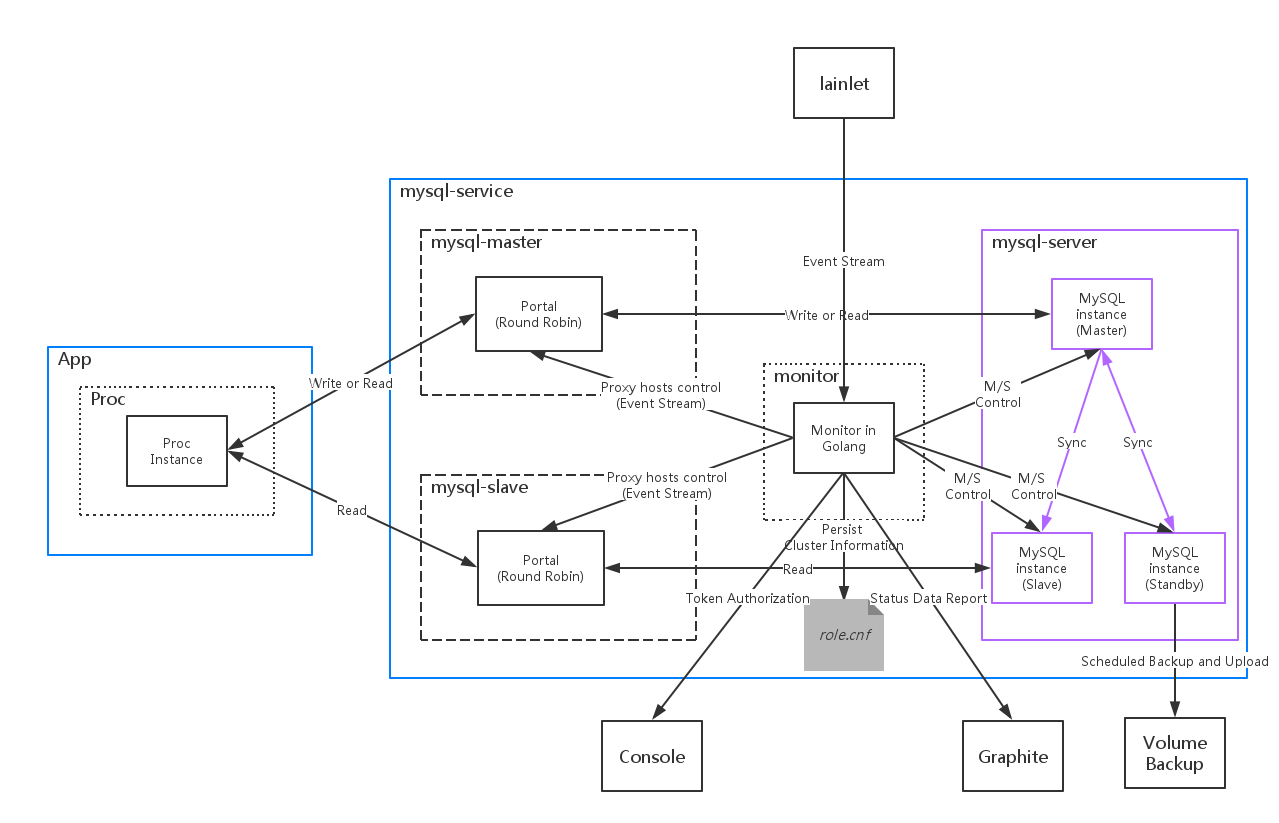 lainlet
mysql-service
mysql-master
mysql-server
Event Stream
Portal
(Round Robin)
Write or Read
MySQL
instance
(Master)
App
Proc
Proc
Instance
Write or Read
Proxy hosts control
(Event Stream)
monitor
Monitor in
Golang
M/S
Control
Sync
Sync
Read
mysql-slave
Proxy hosts control
(Event Stream)
M/S
Control
M/S
Control
Portal
(Round Robin)
Persist
Cluster Information
Read
MySQL
instance
(Slave)
MySQL
instance
(Standby)
Token Authorization
Status Data Report
role.cnf
Scheduled Backup and Upload
Console
Graphite
Volume
Backup